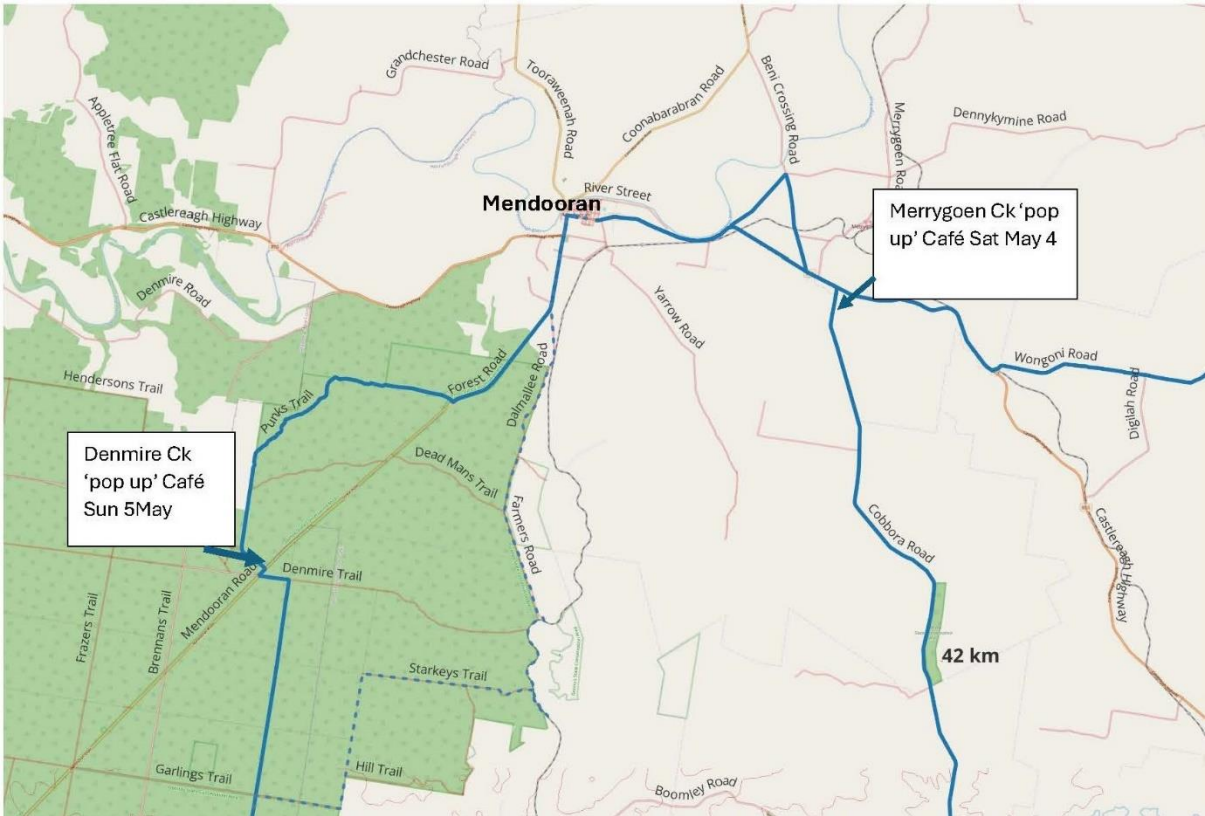 Grandchester Road
Tooraweenah Road
Coonabarabran Road
Beni Crossing Road
Merrygoen Roa
Dennykymine Road
Appletree Flat Road
Castlereagh Highway
River Street
Mendooran
Merrygoen Ck ‘pop
up’ Café Sat May 4
Denmire Road
Yarrow Road
Wongoni Road
Digilah Road
Hendersons Trail
Punks Trail
Forest Road
Dalmallee Road
Denmire Ck
‘pop up’ Café
Sun 5May
Dead Mans Trail
Farmers Road
Cobbora Road
Castlereagh Highway
Denmire Trail
Mendooran Road
Frazers Trail
Brennans Trail
Starkeys Trail
42 km
Garlings Trail
Hill Trail
Boomley Road